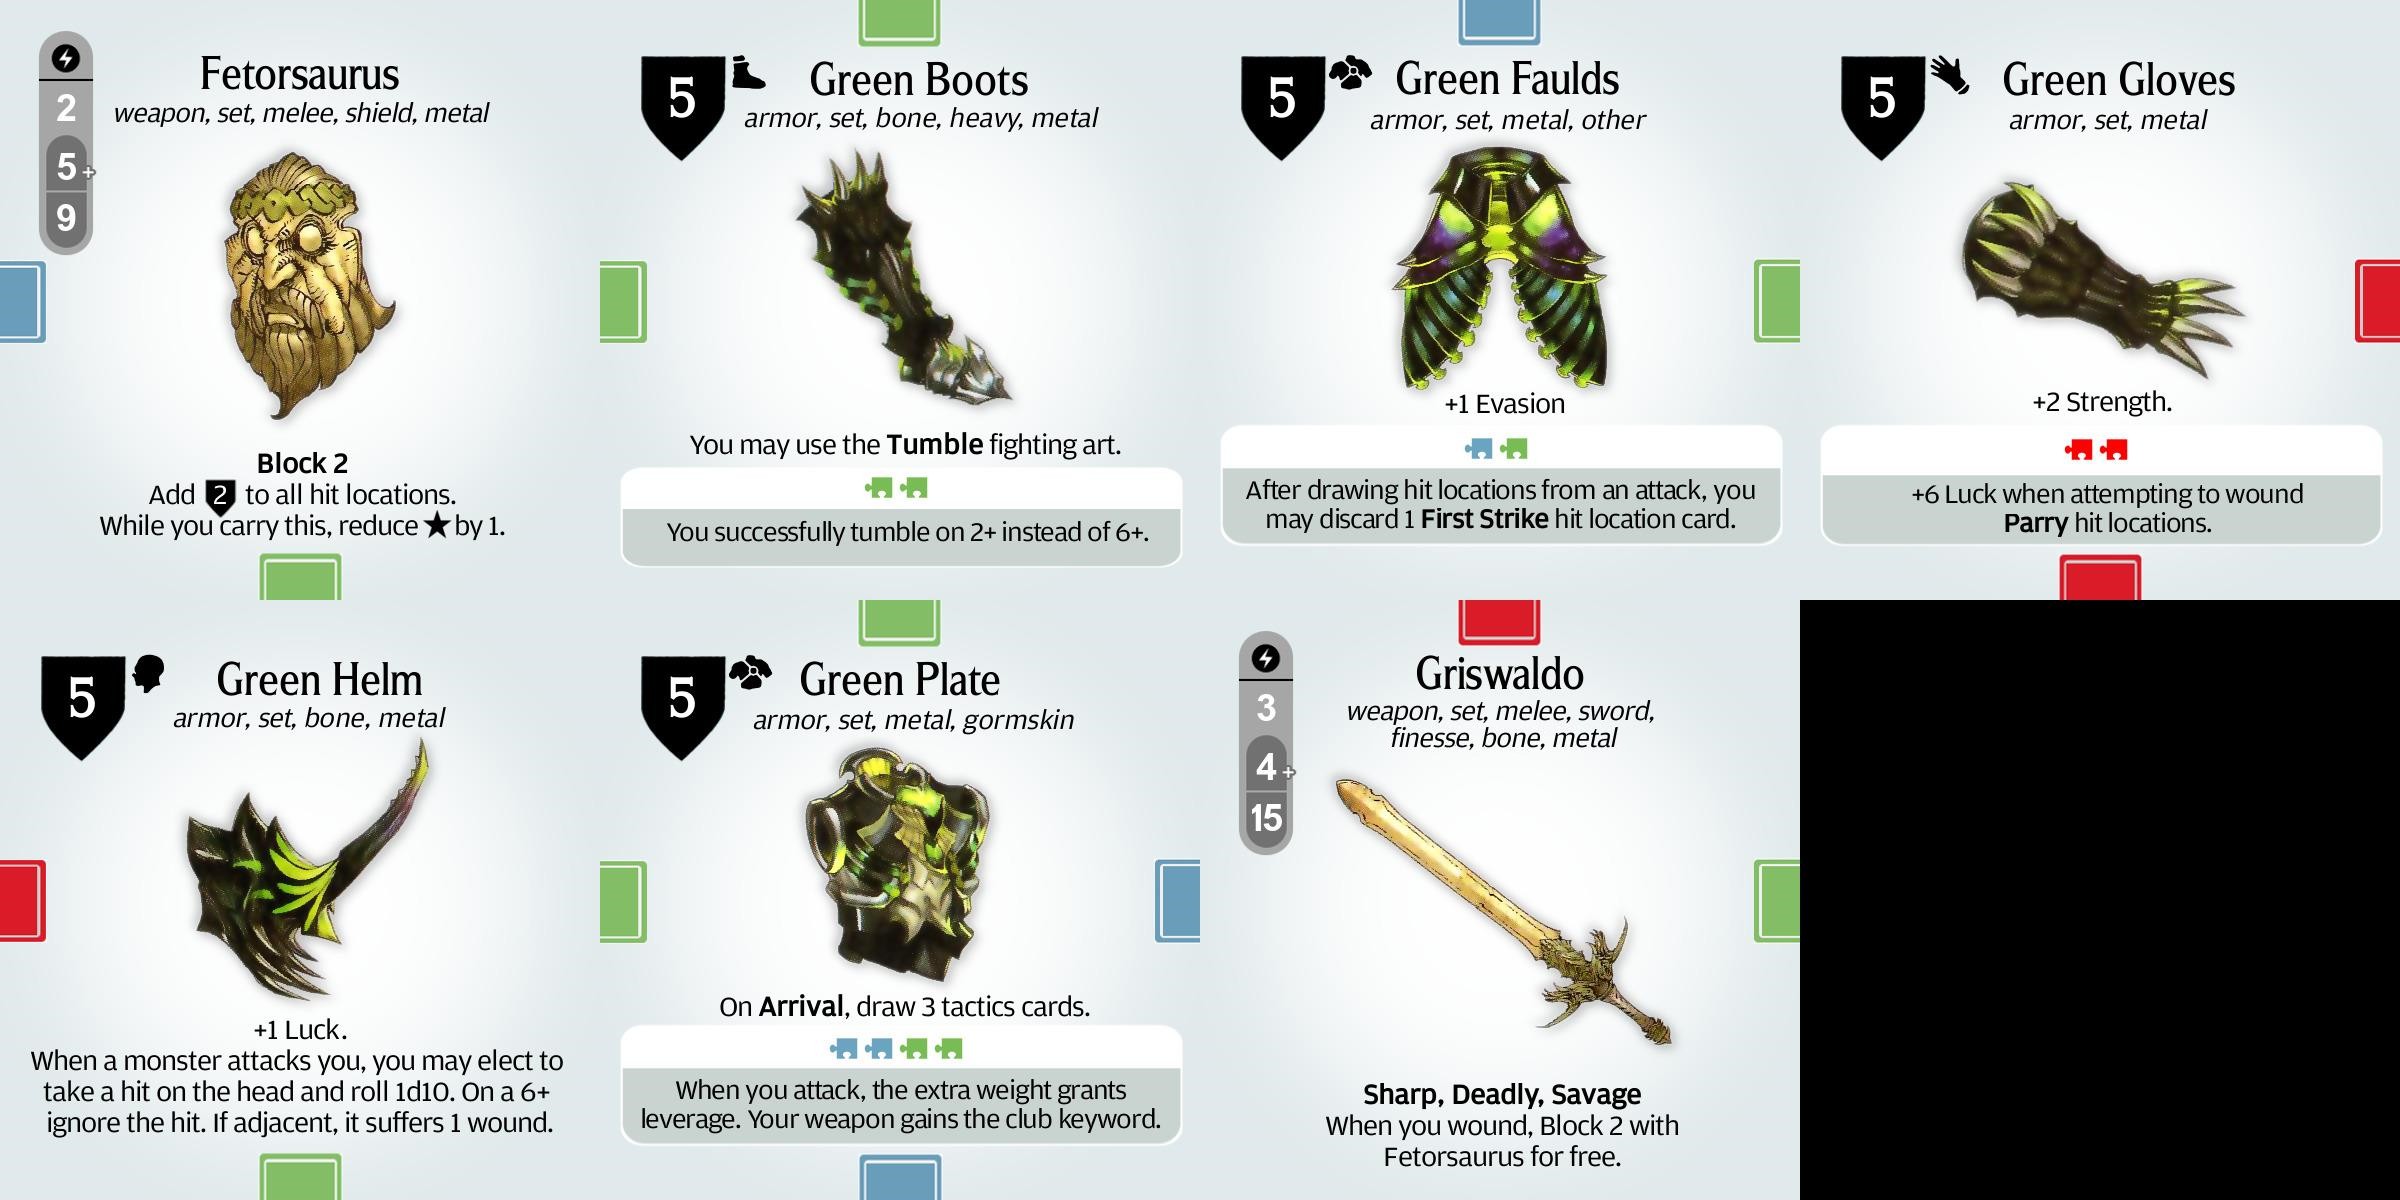 Fetorsaurus
weapon, set, melee, shield, metal
2
5+
9
Block 2
Add 2 to all hit locations.
While you carry this, reduce ★ by 1.
5
Green Boots
armor, set, bone, heavy, metal
You may use the Tumble fighting art.
You successfully tumble on 2+ instead of 6+.
5
Green Faulds
armor, set, metal, other
+1 Evasion
After drawing hit locations from an attack, you
may discard 1 First Strike hit location card.
5
Green Gloves
armor, set, metal
+2 Strength.
+6 Luck when attempting to wound
Parry hit locations.
5
Green Helm
armor, set, bone, metal
+1 Luck.
When a monster attacks you, you may elect to
take a hit on the head and roll 1d10. On a 6+
ignore the hit. If adjacent, it suffers 1 wound.
5
Green Plate
armor, set, metal, gormskin
On Arrival, draw 3 tactics cards.
When you attack, the extra weight grants
leverage. Your weapon gains the club keyword.
Griswaldo
weapon, set, melee, sword,
finesse, bone, metal
3
4+
15
Sharp, Deadly, Savage
When you wound, Block 2 with
Fetorsaurus for free.